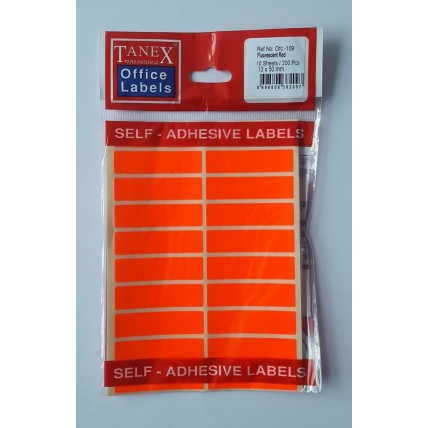 TANEX
Office
Labels
Ref No: Ofc -109
Fluorescent Red
10 Sheets / 200 Pcs
13 x 50 mm
SELF - ADHESIVE LABELS
SELF - ADHESIVE LABELS